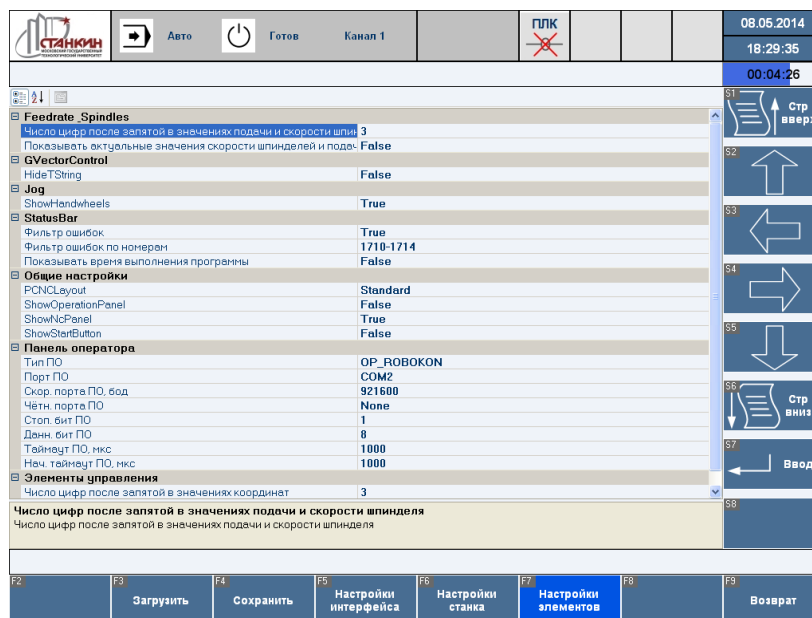 СТАНКИН
МОСКОВСКИЙ ГОСУДАРСТВЕННЫЙ
ТЕХНОЛОГИЧЕСКИЙ УНИВЕРСИТЕТ
Авто
Готов
Канал 1
ПЛК
08.05.2014
18:29:35
00:04:26
Feedrate_Spindles
Число цифр после запятой в значениях подачи и скорости шпин 3
Показывать актуальные значения скорости шпинделей и подач False
GVectorControl
HideTString False
Jog
ShowHandwheels True
StatusBar
Фильтр ошибок True
Фильтр ошибок по номерам 1710-1714
Показывать время выполнения программы False
Общие настройки
PCNCLayout Standard
ShowOperationPanel False
ShowNcPanel True
ShowStartButton False
Панель оператора
Тип ПО OP_ROBOKON
Порт ПО COM2
Скор. порта ПО, бод 921600
Чётн. порта ПО None
Стоп. бит ПО 1
Данн. бит ПО 8
Таймаут ПО, мкс 1000
Нач. таймаут ПО, мкс 1000
Элементы управления
Число цифр после запятой в значениях координат 3
Число цифр после запятой в значениях подачи и скорости шпинделя
Число цифр после запятой в значениях подачи и скорости шпинделя
S1
Стр
вверх
S2
S3
S4
S5
S6
Стр
вниз
S7
Ввод
S8
F2
F3
Загрузить
F4
Сохранить
F5
Настройки
интерфейса
F6
Настройки
станка
F7
Настройки
элементов
F8
F9
Возврат